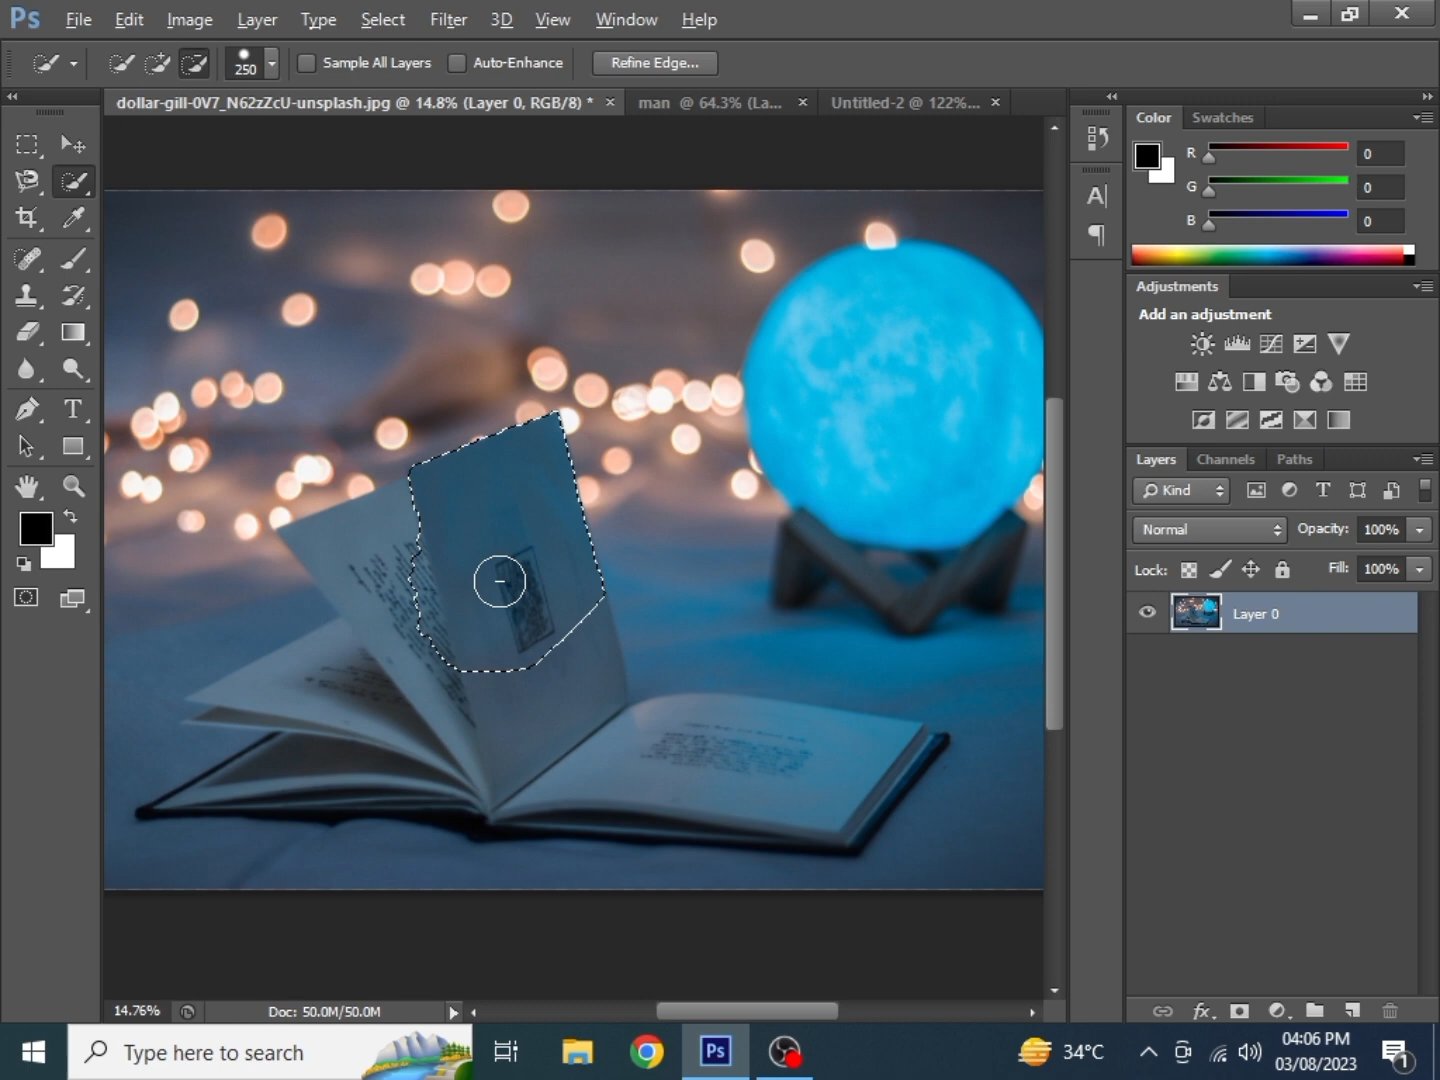 Ps File Edit Image Layer Type Select Filter 3D View Window Help
250 Sample All Layers Auto-Enhance Refine Edge...
dollar-gill-0V7_N62zZcU-unsplash.jpg @ 14.8% (Layer 0, RGB/8) * × man @ 64.3% (La... × Untitled-2 @ 122%... ×
Color Swatches
R 0
G 0
B 0
Adjustments
Add an adjustment
Layers Channels Paths
Kind
Normal Opacity: 100%
Lock: Fill: 100%
Layer 0
14.76% Doc: 50.0M/50.0M
Type here to search
Ps
34°C
04:06 PM
03/08/2023
1